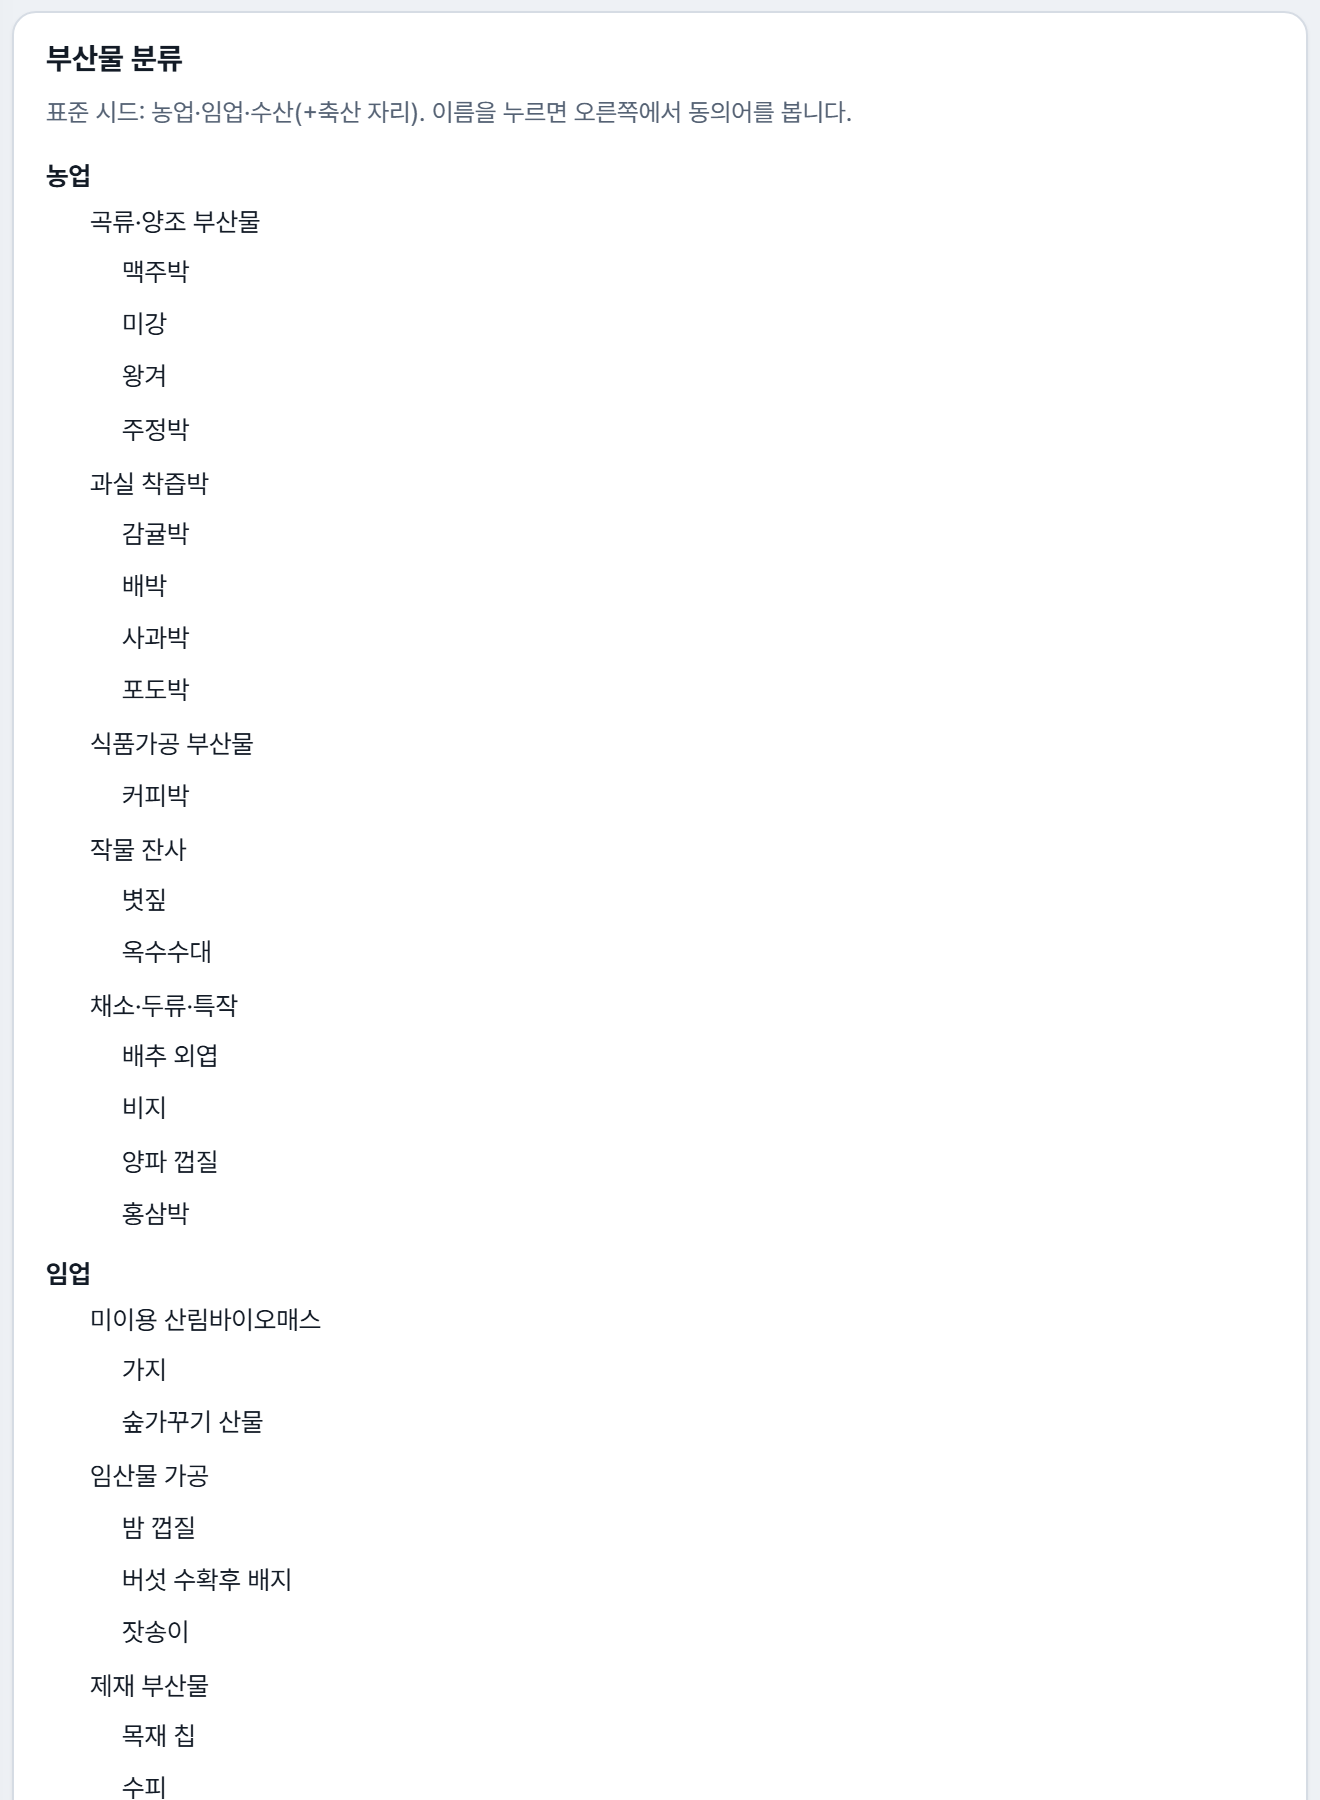 부산물 분류
표준 시드: 농업·임업·수산(+축산 자리). 이름을 누르면 오른쪽에서 동의어를 봅니다.
농업
곡류·양조 부산물
맥주박
미강
왕겨
주정박
과실 착즙박
감귤박
배박
사과박
포도박
식품가공 부산물
커피박
작물 잔사
볏짚
옥수수대
채소·두류·특작
배추 외엽
비지
양파 껍질
홍삼박
임업
미이용 산림바이오매스
가지
숲가꾸기 산물
임산물 가공
밤 껍질
버섯 수확후 배지
잣송이
제재 부산물
목재 칩
수피